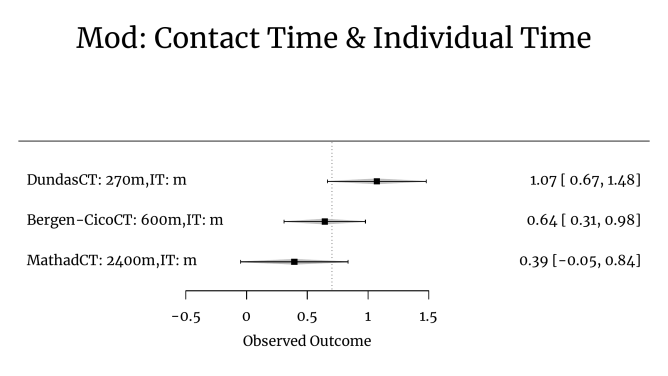 Mod: Contact Time & Individual Time
DundasCT: 270m,IT: m 1.07 [ 0.67, 1.48]
Bergen-CicoCT: 600m,IT: m 0.64 [ 0.31, 0.98]
MathadCT: 2400m,IT: m 0.39 [-0.05, 0.84]
-0.5 0 0.5 1 1.5
Observed Outcome